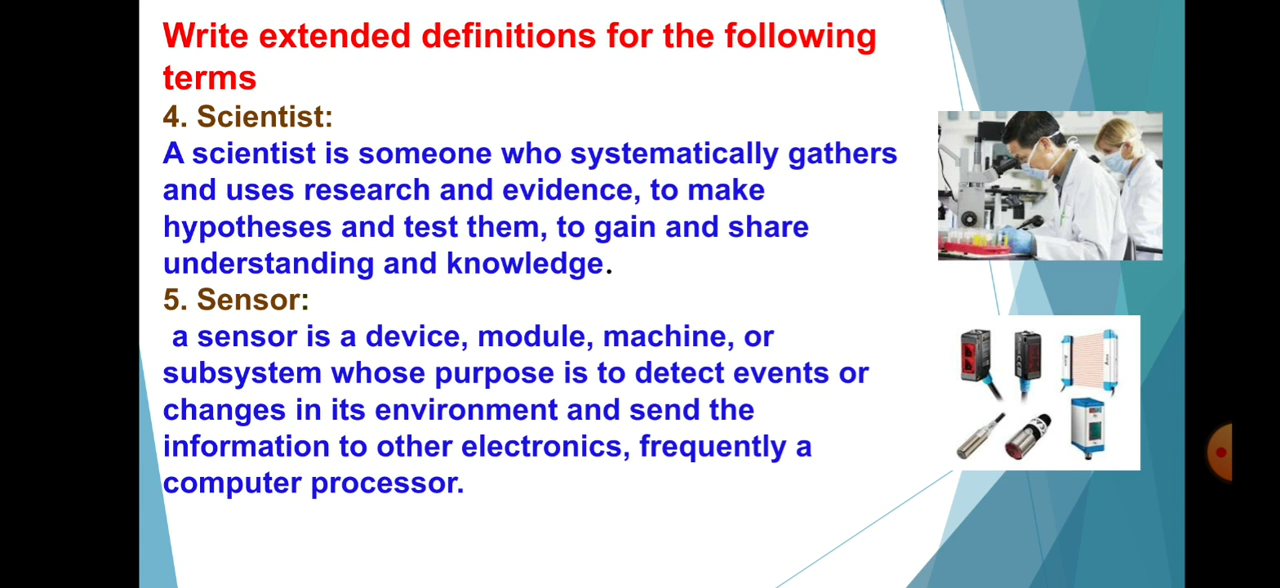 Write extended definitions for the following
terms
4. Scientist:
A scientist is someone who systematically gathers
and uses research and evidence, to make
hypotheses and test them, to gain and share
understanding and knowledge.
5. Sensor:
a sensor is a device, module, machine, or
subsystem whose purpose is to detect events or
changes in its environment and send the
information to other electronics, frequently a
computer processor.